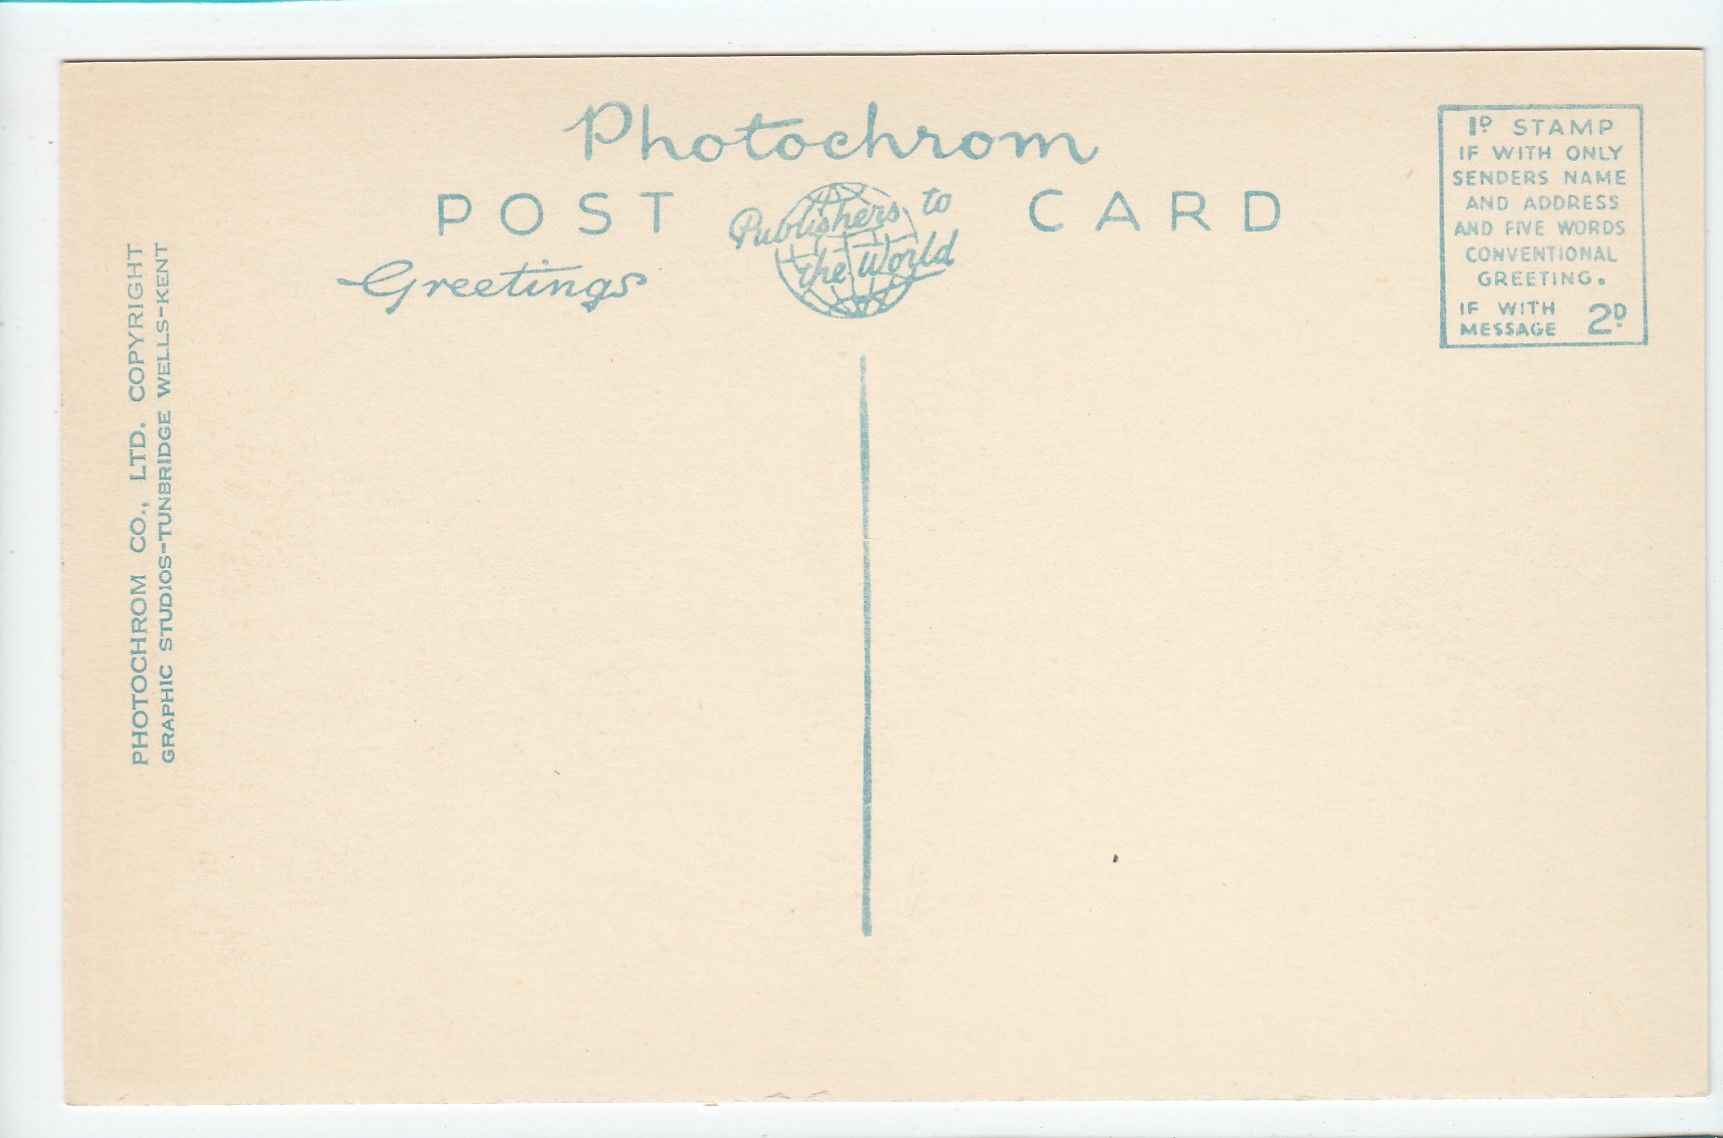 Photochrom
POST CARD
Publishers to
the World
Greetings
1D STAMP
IF WITH ONLY
SENDERS NAME
AND ADDRESS
AND FIVE WORDS
CONVENTIONAL
GREETING.
IF WITH
MESSAGE 2D
PHOTOCHROM CO., LTD. COPYRIGHT
GRAPHIC STUDIOS-TUNBRIDGE WELLS-KENT